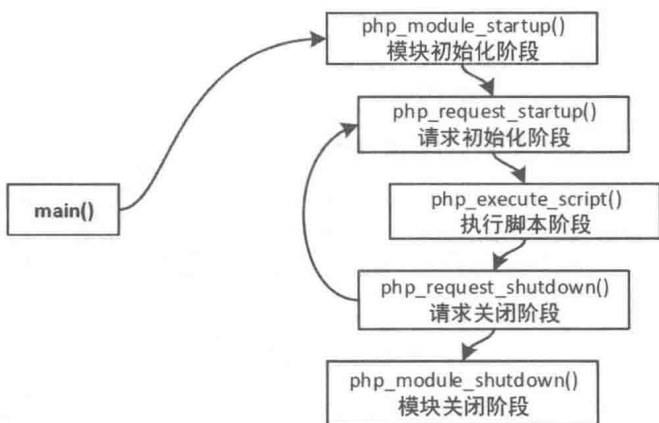 php_module_startup()
模块初始化阶段
php_request_startup()
请求初始化阶段
main()
php_execute_script()
执行脚本阶段
php_request_shutdown()
请求关闭阶段
php_module_shutdown()
模块关闭阶段